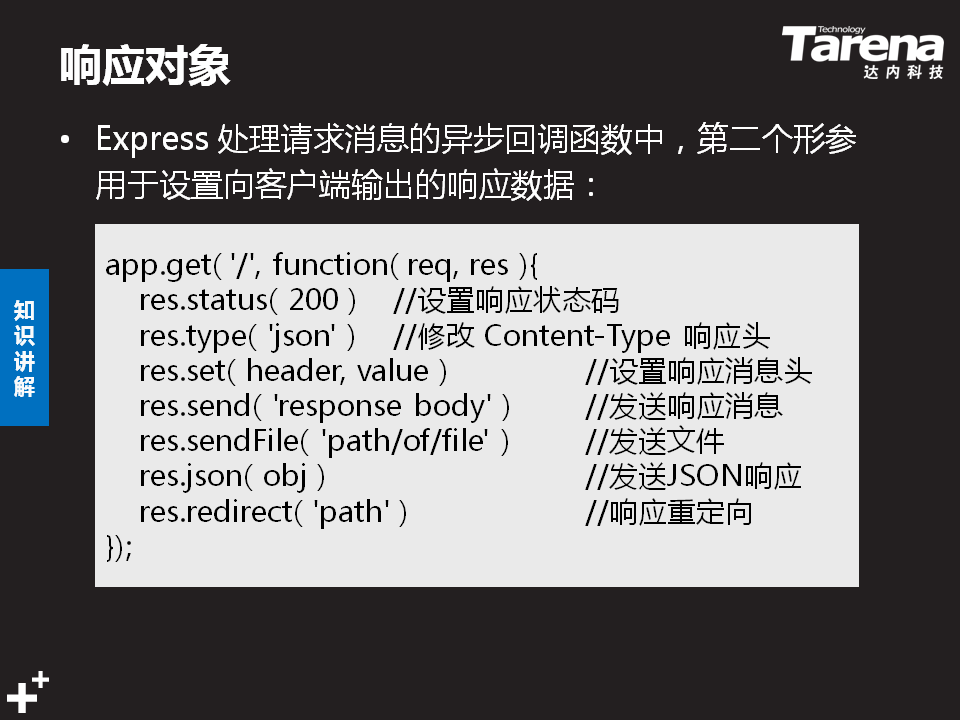 响应对象
Technology
Tarena
达内科技
• Express 处理请求消息的异步回调函数中，第二个形参
用于设置向客户端输出的响应数据：
知识讲解
app.get( '/', function( req, res ){
res.status( 200 ) //设置响应状态码
res.type( 'json' ) //修改 Content-Type 响应头
res.set( header, value ) //设置响应消息头
res.send( 'response body' ) //发送响应消息
res.sendFile( 'path/of/file' ) //发送文件
res.json( obj ) //发送JSON响应
res.redirect( 'path' ) //响应重定向
});